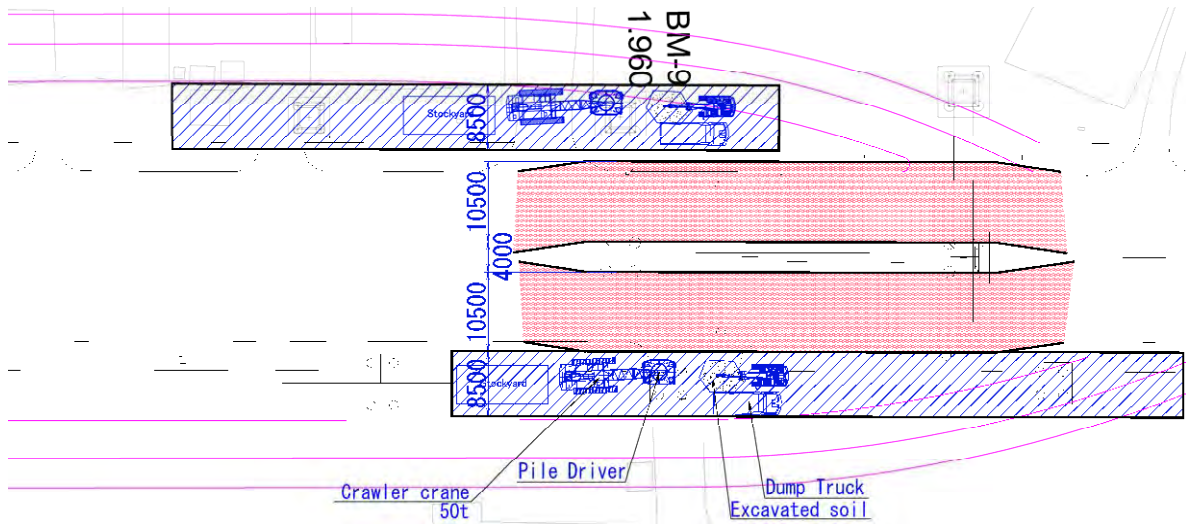 BM-9
1.960
Stockyard
8500
10500
4000
10500
8500
Stockyard
Pile Driver
Crawler crane
50t
Dump Truck
Excavated soil